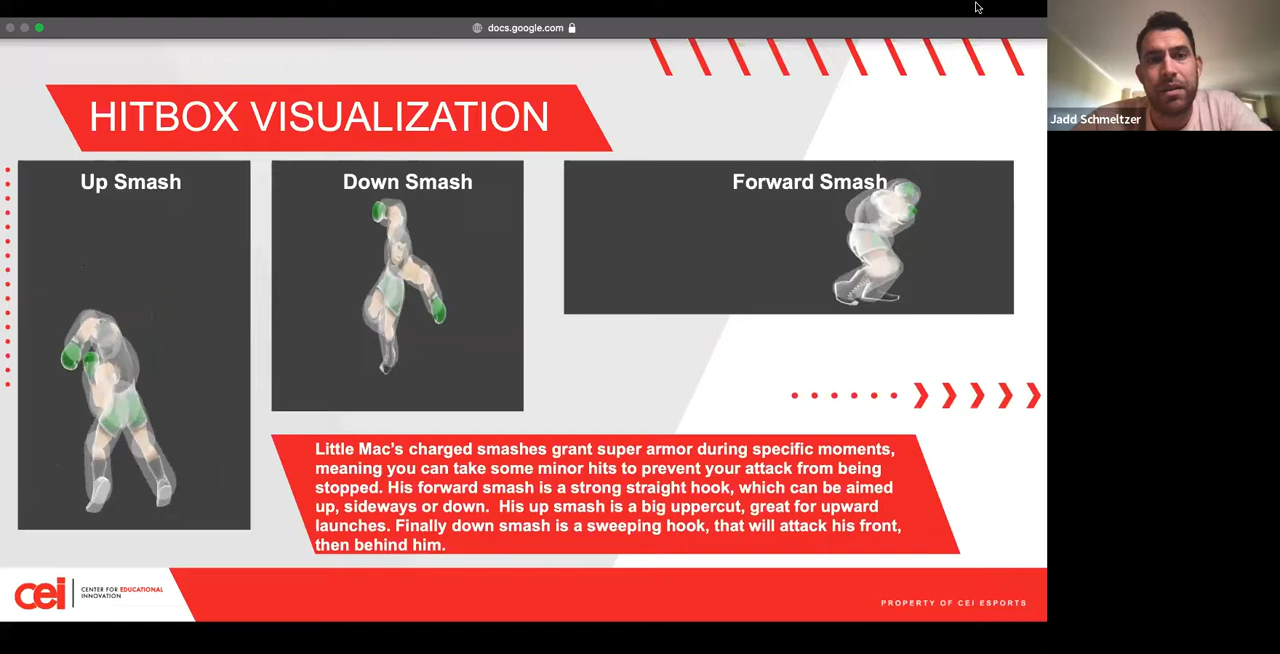 docs.google.com
Jadd Schmeltzer
HITBOX VISUALIZATION
Up Smash
Down Smash
Forward Smash
Little Mac’s charged smashes grant super armor during specific moments,
meaning you can take some minor hits to prevent your attack from being
stopped. His forward smash is a strong straight hook, which can be aimed
up, sideways or down.  His up smash is a big uppercut, great for upward
launches. Finally down smash is a sweeping hook, that will attack his front,
then behind him.
cei
CENTER FOR EDUCATIONAL
INNOVATION
PROPERTY OF CEI ESPORTS